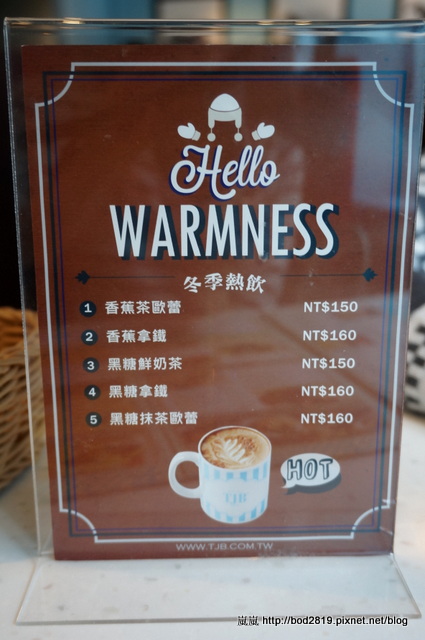 Hello
WARMNESS
冬季熱飲
1 香蕉茶歐蕾 NT$150
2 香蕉拿鐵 NT$160
3 黑糖鮮奶茶 NT$150
4 黑糖拿鐵 NT$160
5 黑糖抹茶歐蕾 NT$160
HOT
TJB
WWW.TJB.COM.TW
嵐嵐 http://bod2819.pixnet.net/blog